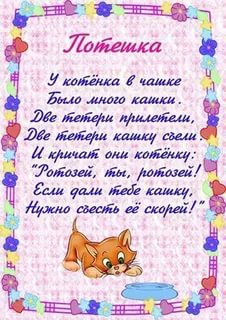 Потешка
У котёнка в чашке
Было много кашки.
Две тетери прилетели,
Две тетери кашку съели
И кричат они котёнку:
"Ротозей, ты, ротозей!
Если дали тебе кашку,
Нужно съесть её скорей!"